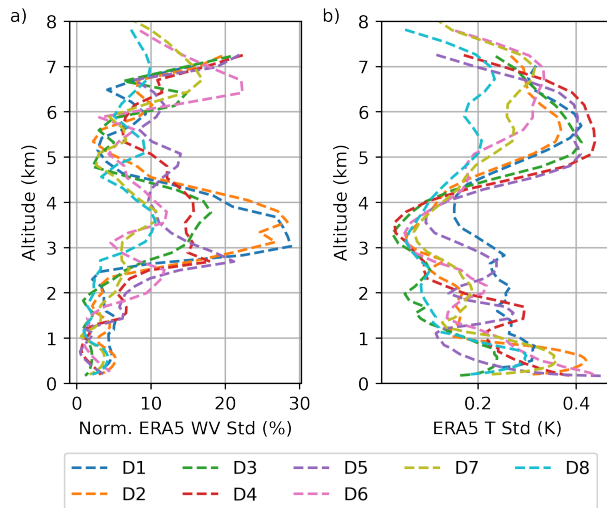 a)
8
7
6
5
4
3
2
1
0
Altitude (km)
0 10 20 30
Norm. ERA5 WV Std (%)
b)
8
7
6
5
4
3
2
1
0
Altitude (km)
0.2 0.4
ERA5 T Std (K)
D1 D3 D5 D7 D8
D2 D4 D6